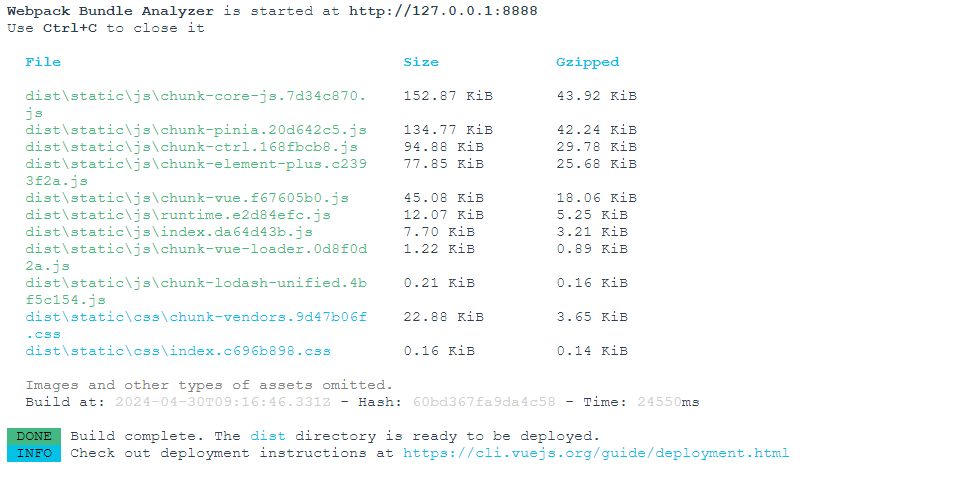 Webpack Bundle Analyzer is started at http://127.0.0.1:8888
Use Ctrl+C to close it
File Size Gzipped
dist\static\js\chunk-core-js.7d34c870. 152.87 KiB 43.92 KiB
js
dist\static\js\chunk-pinia.20d642c5.js 134.77 KiB 42.24 KiB
dist\static\js\chunk-ctrl.168fbcb8.js 94.88 KiB 29.78 KiB
dist\static\js\chunk-element-plus.c239 77.85 KiB 25.68 KiB
3f2a.js
dist\static\js\chunk-vue.f67605b0.js 45.08 KiB 18.06 KiB
dist\static\js\runtime.e2d84efc.js 12.07 KiB 5.25 KiB
dist\static\js\index.da64d43b.js 7.70 KiB 3.21 KiB
dist\static\js\chunk-vue-loader.0d8f0d 1.22 KiB 0.89 KiB
2a.js
dist\static\js\chunk-lodash-unified.4b 0.21 KiB 0.16 KiB
f5c154.js
dist\static\css\chunk-vendors.9d47b06f 22.88 KiB 3.65 KiB
.css
dist\static\css\index.c696b898.css 0.16 KiB 0.14 KiB
Images and other types of assets omitted.
Build at: 2024-04-30T09:16:46.331Z - Hash: 60bd367fa9da4c58 - Time: 24550ms
DONE Build complete. The dist directory is ready to be deployed.
INFO Check out deployment instructions at https://cli.vuejs.org/guide/deployment.html